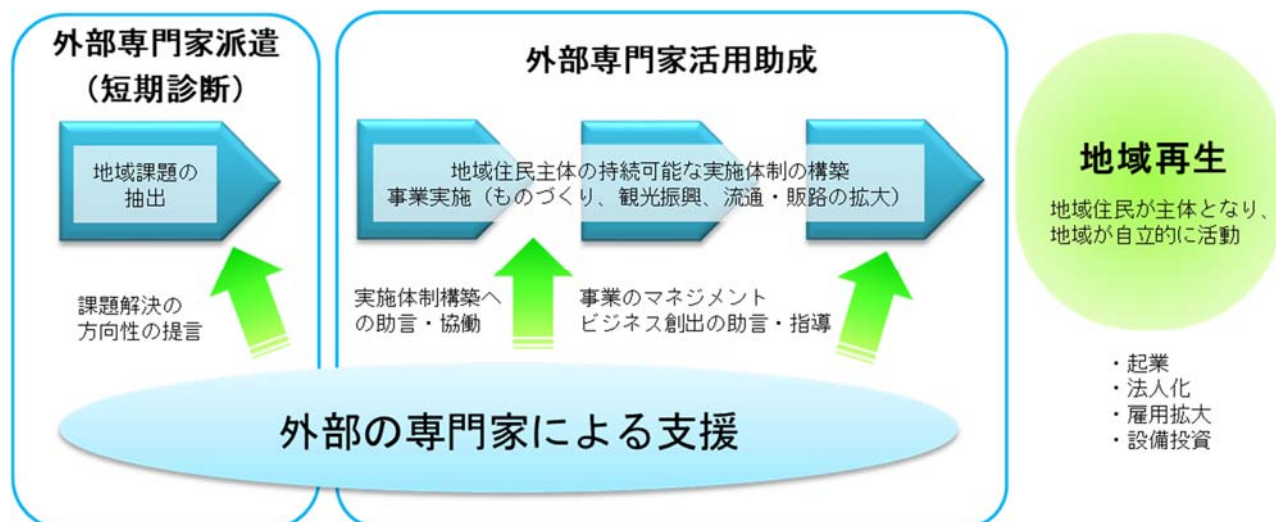 外部専門家派遣
（短期診断）
地域課題の
抽出
課題解決の
方向性の提言
外部専門家活用助成
地域住民主体の持続可能な実施体制の構築
事業実施（ものづくり、観光振興、流通・販路の拡大）
実施体制構築へ
の助言・協働
事業のマネジメント
ビジネス創出の助言・指導
外部の専門家による支援
地域再生
地域住民が主体となり、
地域が自立的に活動
・起業
・法人化
・雇用拡大
・設備投資